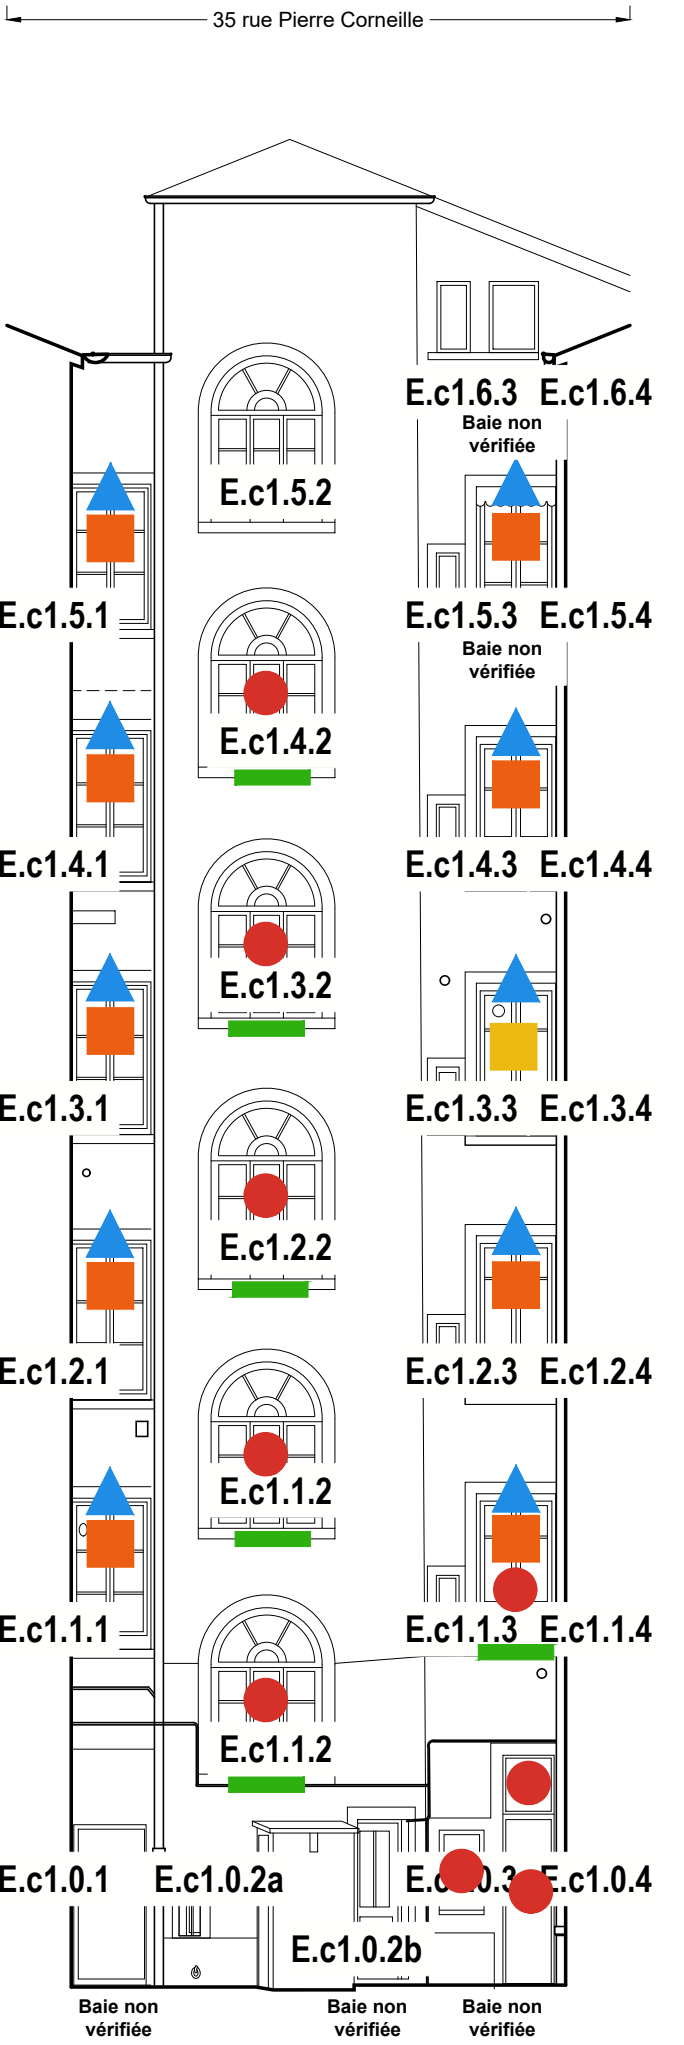 35 rue Pierre Corneille
E.c1.6.3 E.c1.6.4
Baie non
vérifiée
E.c1.5.2
E.c1.5.1 E.c1.5.3 E.c1.5.4
Baie non
vérifiée
E.c1.4.2
E.c1.4.1 E.c1.4.3 E.c1.4.4
E.c1.3.2
E.c1.3.1 E.c1.3.3 E.c1.3.4
E.c1.2.2
E.c1.2.1 E.c1.2.3 E.c1.2.4
E.c1.1.2
E.c1.1.1 E.c1.1.3 E.c1.1.4
E.c1.1.2
E.c1.0.1 E.c1.0.2a E.c1.0.3 E.c1.0.4
E.c1.0.2b
Baie non Baie non Baie non
vérifiée vérifiée vérifiée